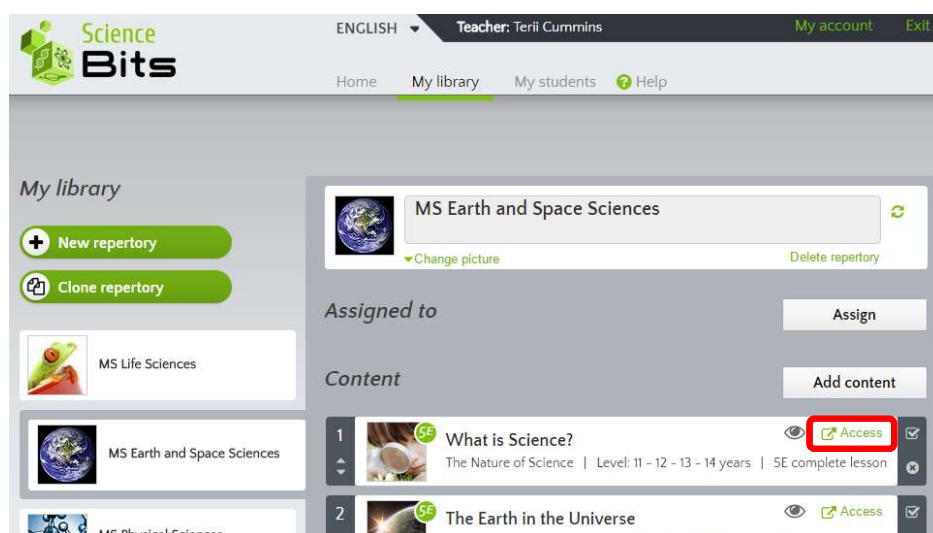 Science
Bits
ENGLISH
Teacher: Terii Cummins
My account
Exit
Home
My library
My students
? Help
My library
New repertory
Clone repertory
MS Life Sciences
MS Earth and Space Sciences
MS Earth and Space Sciences
Change picture
Delete repertory
Assigned to
Assign
Content
Add content
1
5E
What is Science?
Access
The Nature of Science | Level: 11 - 12 - 13 - 14 years | 5E complete lesson
2
5E
The Earth in the Universe
Access
MS Physical Sciences